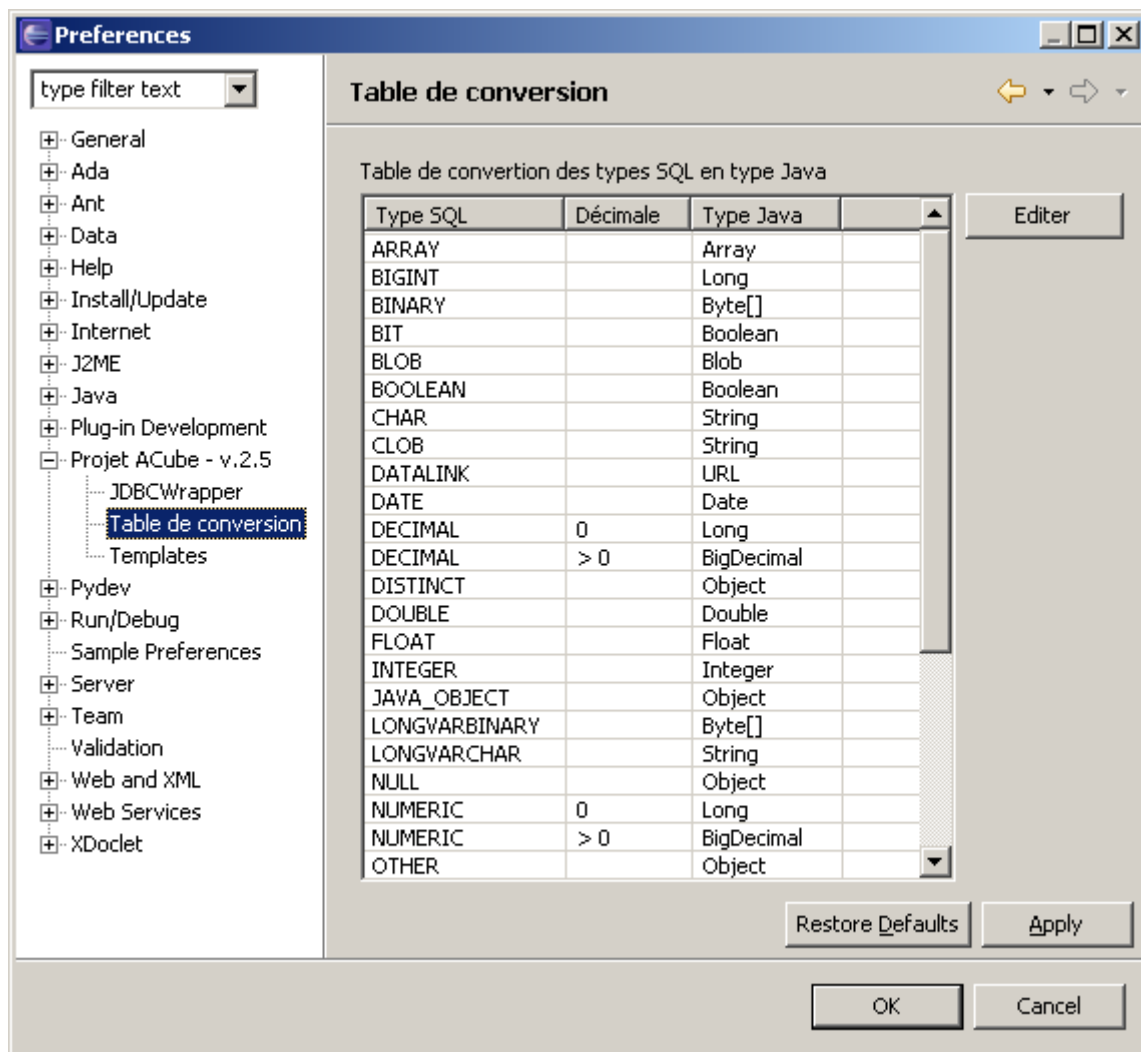 Preferences
type filter text
Table de conversion
General
Ada
Ant
Data
Help
Install/Update
Internet
J2ME
Java
Plug-in Development
Projet ACube - v.2.5
JDBCWrapper
Table de conversion
Templates
Pydev
Run/Debug
Sample Preferences
Server
Team
Validation
Web and XML
Web Services
XDoclet
Table de convertion des types SQL en type Java
Type SQL Décimale Type Java
ARRAY Array
BIGINT Long
BINARY Byte[]
BIT Boolean
BLOB Blob
BOOLEAN Boolean
CHAR String
CLOB String
DATALINK URL
DATE Date
DECIMAL 0 Long
DECIMAL > 0 BigDecimal
DISTINCT Object
DOUBLE Double
FLOAT Float
INTEGER Integer
JAVA_OBJECT Object
LONGVARBINARY Byte[]
LONGVARCHAR String
NULL Object
NUMERIC 0 Long
NUMERIC > 0 BigDecimal
OTHER Object
Editer
Restore Defaults Apply
OK Cancel